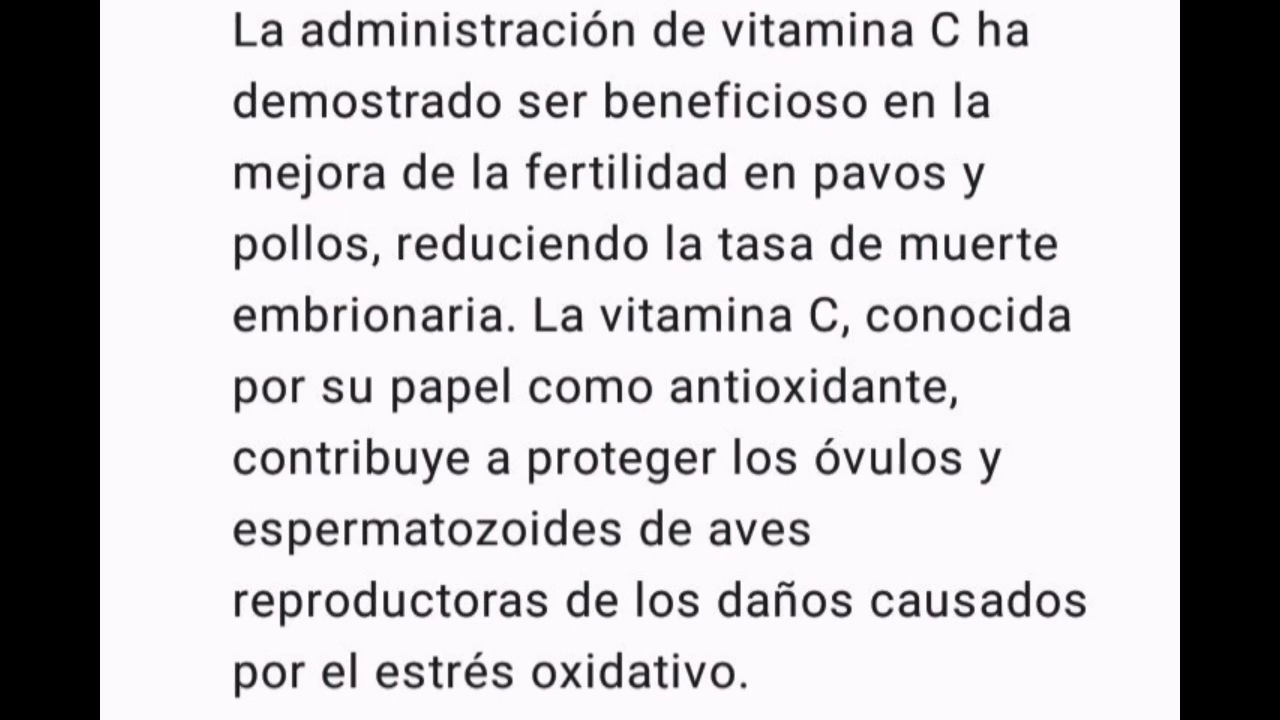 La administración de vitamina C ha
demostrado ser beneficioso en la
mejora de la fertilidad en pavos y
pollos, reduciendo la tasa de muerte
embrionaria. La vitamina C, conocida
por su papel como antioxidante,
contribuye a proteger los óvulos y
espermatozoides de aves
reproductoras de los daños causados
por el estrés oxidativo.